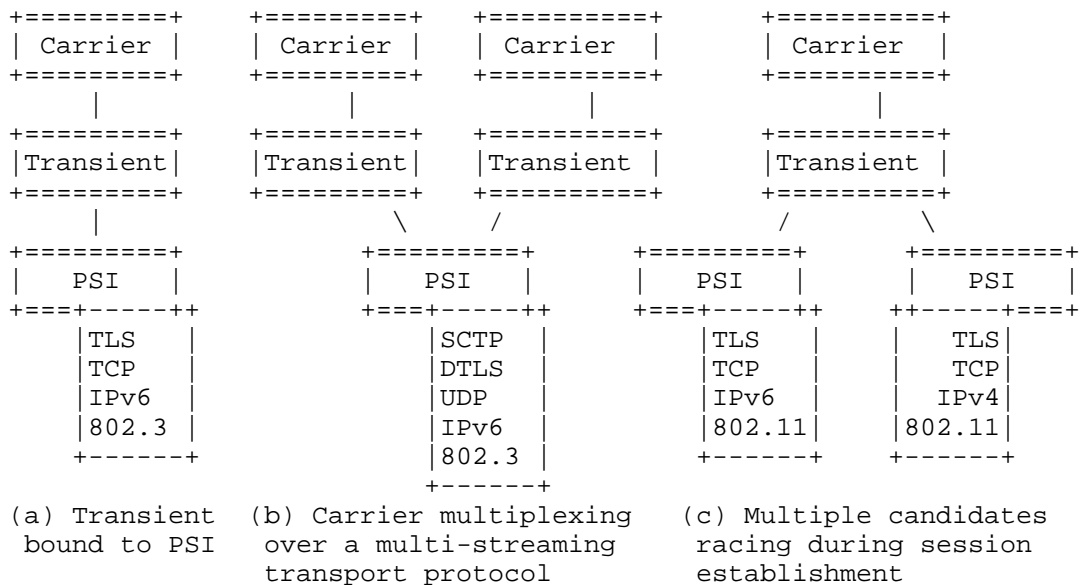 +=========+    +=========+     +==========+        +==========+
| Carrier |    | Carrier |     | Carrier  |        | Carrier  |
+=========+    +=========+     +==========+        +==========+
     |               |               |                   |
+=========+    +=========+     +==========+        +==========+
|Transient|    |Transient|     |Transient |        |Transient |
+=========+    +=========+     +==========+        +==========+
     |                  \     /                    /        \
+=========+            +=========+       +=========+      +=========+
|   PSI   |            |   PSI   |       |   PSI   |      |   PSI   |
+===+-----++           +===+-----++      +===+-----++    ++-----+===+
    |TLS   |               |SCTP  |          |TLS   |    |   TLS|
    |TCP   |               |DTLS  |          |TCP   |    |   TCP|
    |IPv6  |               |UDP   |          |IPv6  |    |  IPv4|
    |802.3 |               |IPv6  |          |802.11|    |802.11|
    +------+               |802.3 |          +------+    +------+
                           +------+
(a) Transient  (b) Carrier multiplexing    (c) Multiple candidates
 bound to PSI   over a multi-streaming      racing during session
                transport protocol          establishment